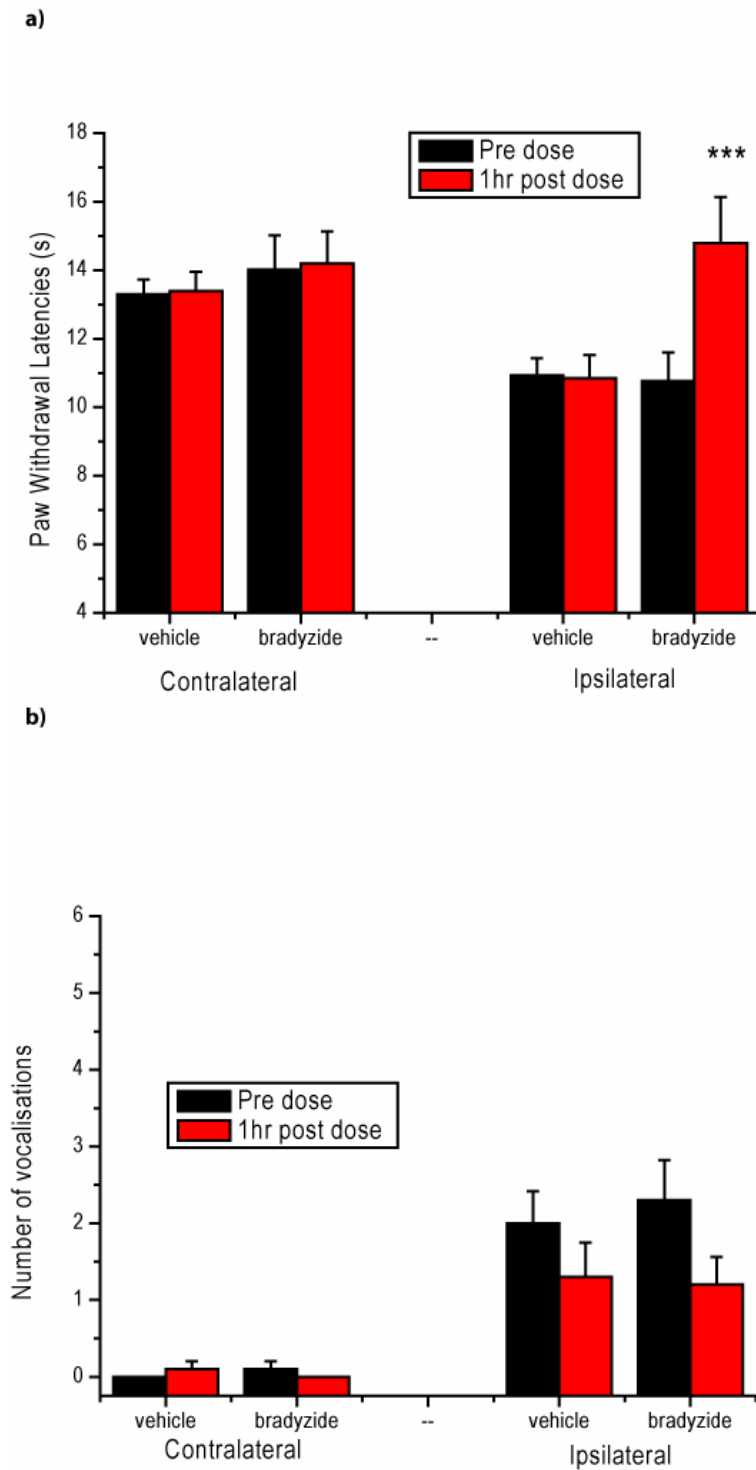 a)
18
16
14
12
10
8
6
4
Paw Withdrawal Latencies (s)
Pre dose
1hr post dose
***
vehicle bradyzide -- vehicle bradyzide
Contralateral Ipsilateral
b)
6
5
4
3
2
1
0
Number of vocalisations
Pre dose
1hr post dose
vehicle bradyzide -- vehicle bradyzide
Contralateral Ipsilateral